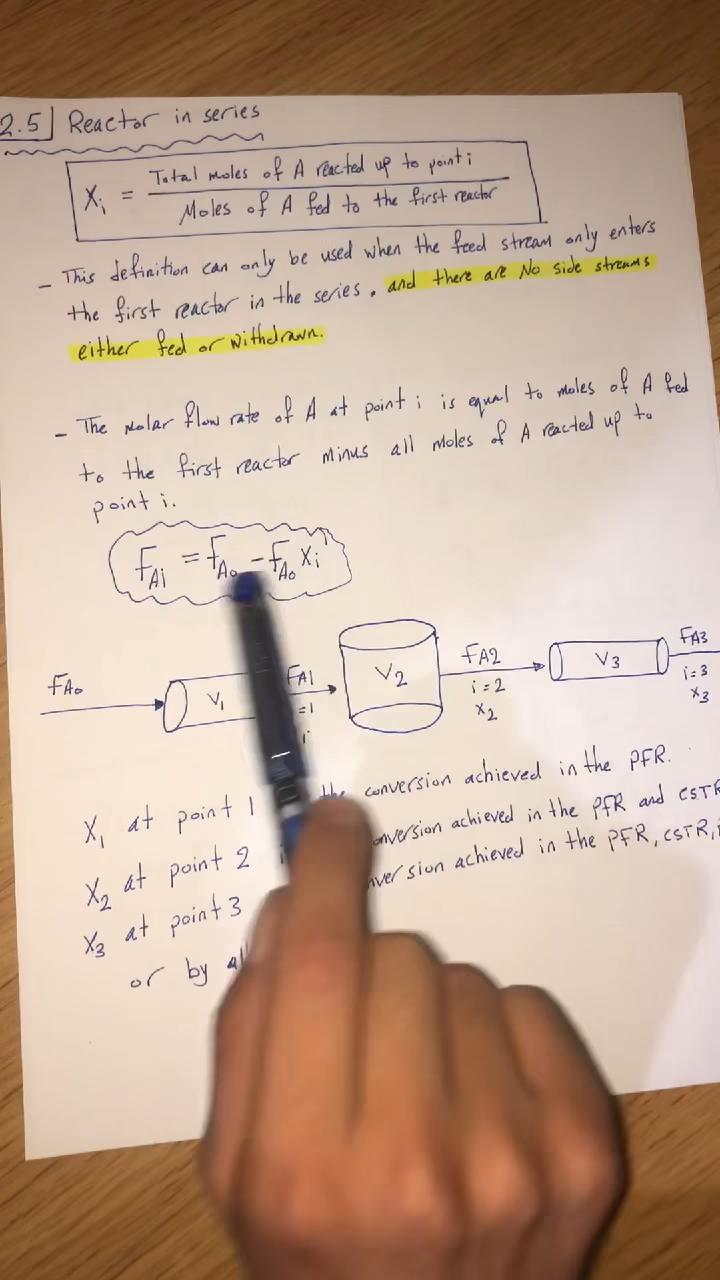 2.5 Reactor in series
Xi = Total moles of A reacted up to point i
Moles of A fed to the first reactor
- This definition can only be used when the feed stream only enters
the first reactor in the series, and there are No side streams
either fed or withdrawn.
- The molar flow rate of A at point i is equal to moles of A fed
to the first reactor minus all moles of A reacted up to
point i.
FAi = FA0 - FA0 Xi
FA0 V1 FA1 V2 FA2 V3 FA3
=1 i=2 i=3
X2 X3
X1 at point 1 the conversion achieved in the PFR.
X2 at point 2 achieved in the PFR and CSTR
X3 at point 3 achieved in the PFR, CSTR,
or by